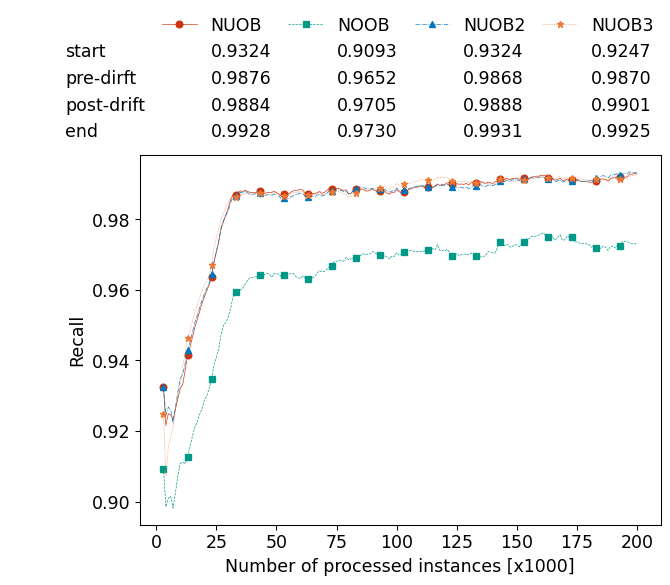 NUOB NOOB NUOB2 NUOB3
start 0.9324 0.9093 0.9324 0.9247
pre-dirft 0.9876 0.9652 0.9868 0.9870
post-drift 0.9884 0.9705 0.9888 0.9901
end 0.9928 0.9730 0.9931 0.9925
0.98
0.96
0.94
0.92
0.90
Recall
0 25 50 75 100 125 150 175 200
Number of processed instances [x1000]